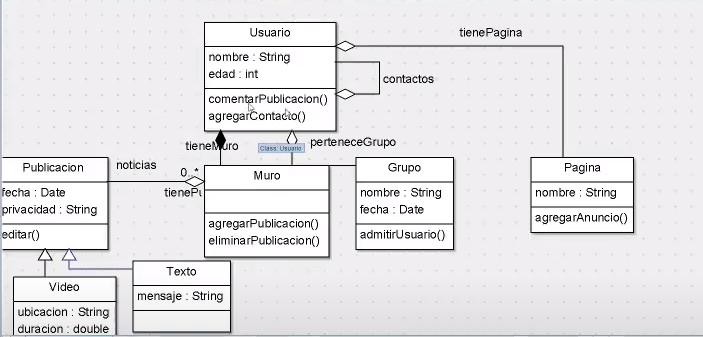 Usuario
nombre : String
edad : int
comentarPublicacion()
agregarContacto()
tienePagina
contactos
tieneMuro
Class: Usuario
perteneceGrupo
Publicacion
fecha : Date
privacidad : String
editar()
noticias
0..*
Muro
agregarPublicacion()
eliminarPublicacion()
Grupo
nombre : String
fecha : Date
admitirUsuario()
Pagina
nombre : String
agregarAnuncio()
Video
ubicacion : String
duracion : double
Texto
mensaje : String